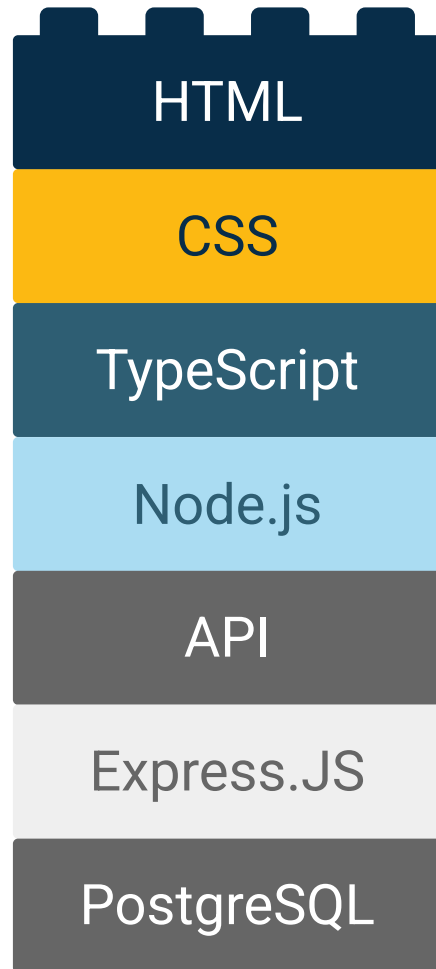 HTML
CSS
TypeScript
Node.js
API
Express.JS
PostgreSQL